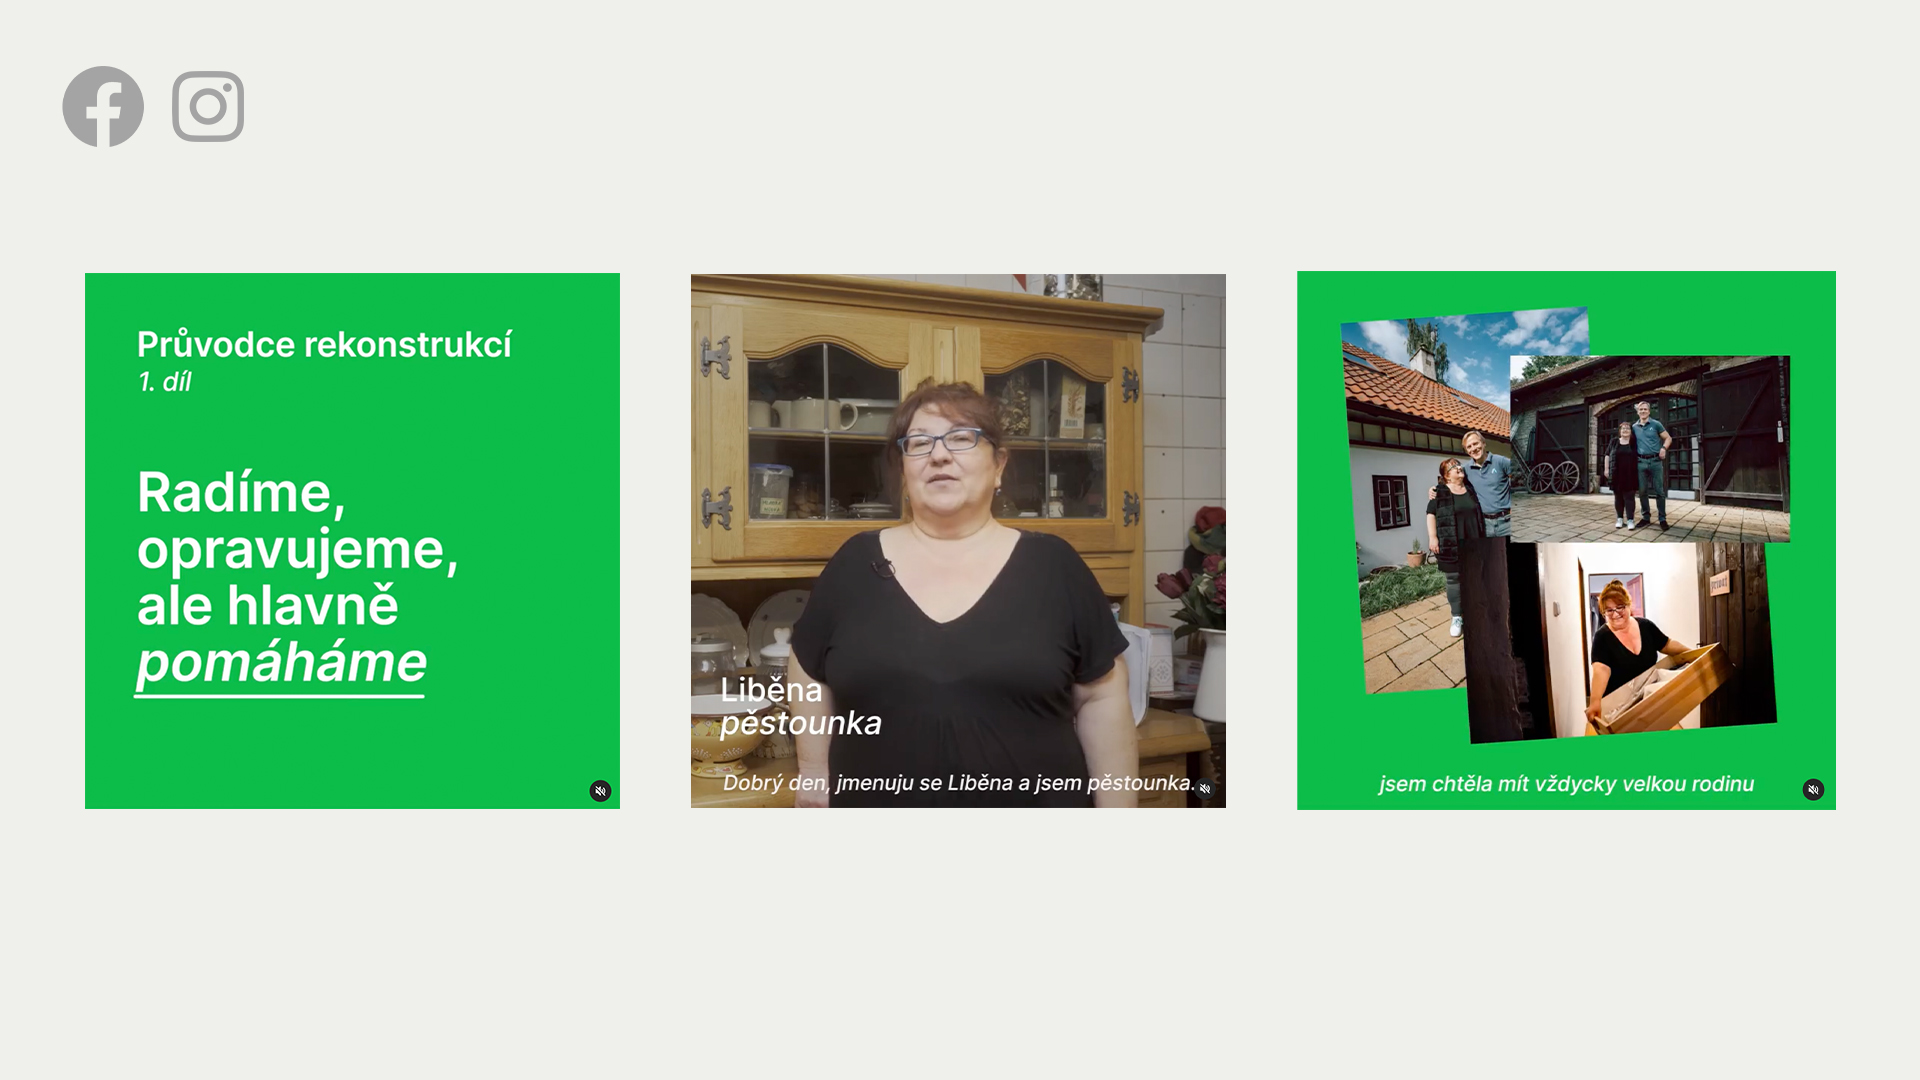 Průvodce rekonstrukcí
1. díl
Radíme,
opravujeme,
ale hlavně
pomáháme
Liběna
pěstounka
Dobrý den, jmenuju se Liběna a jsem pěstounka.
jsem chtěla mít vždycky velkou rodinu